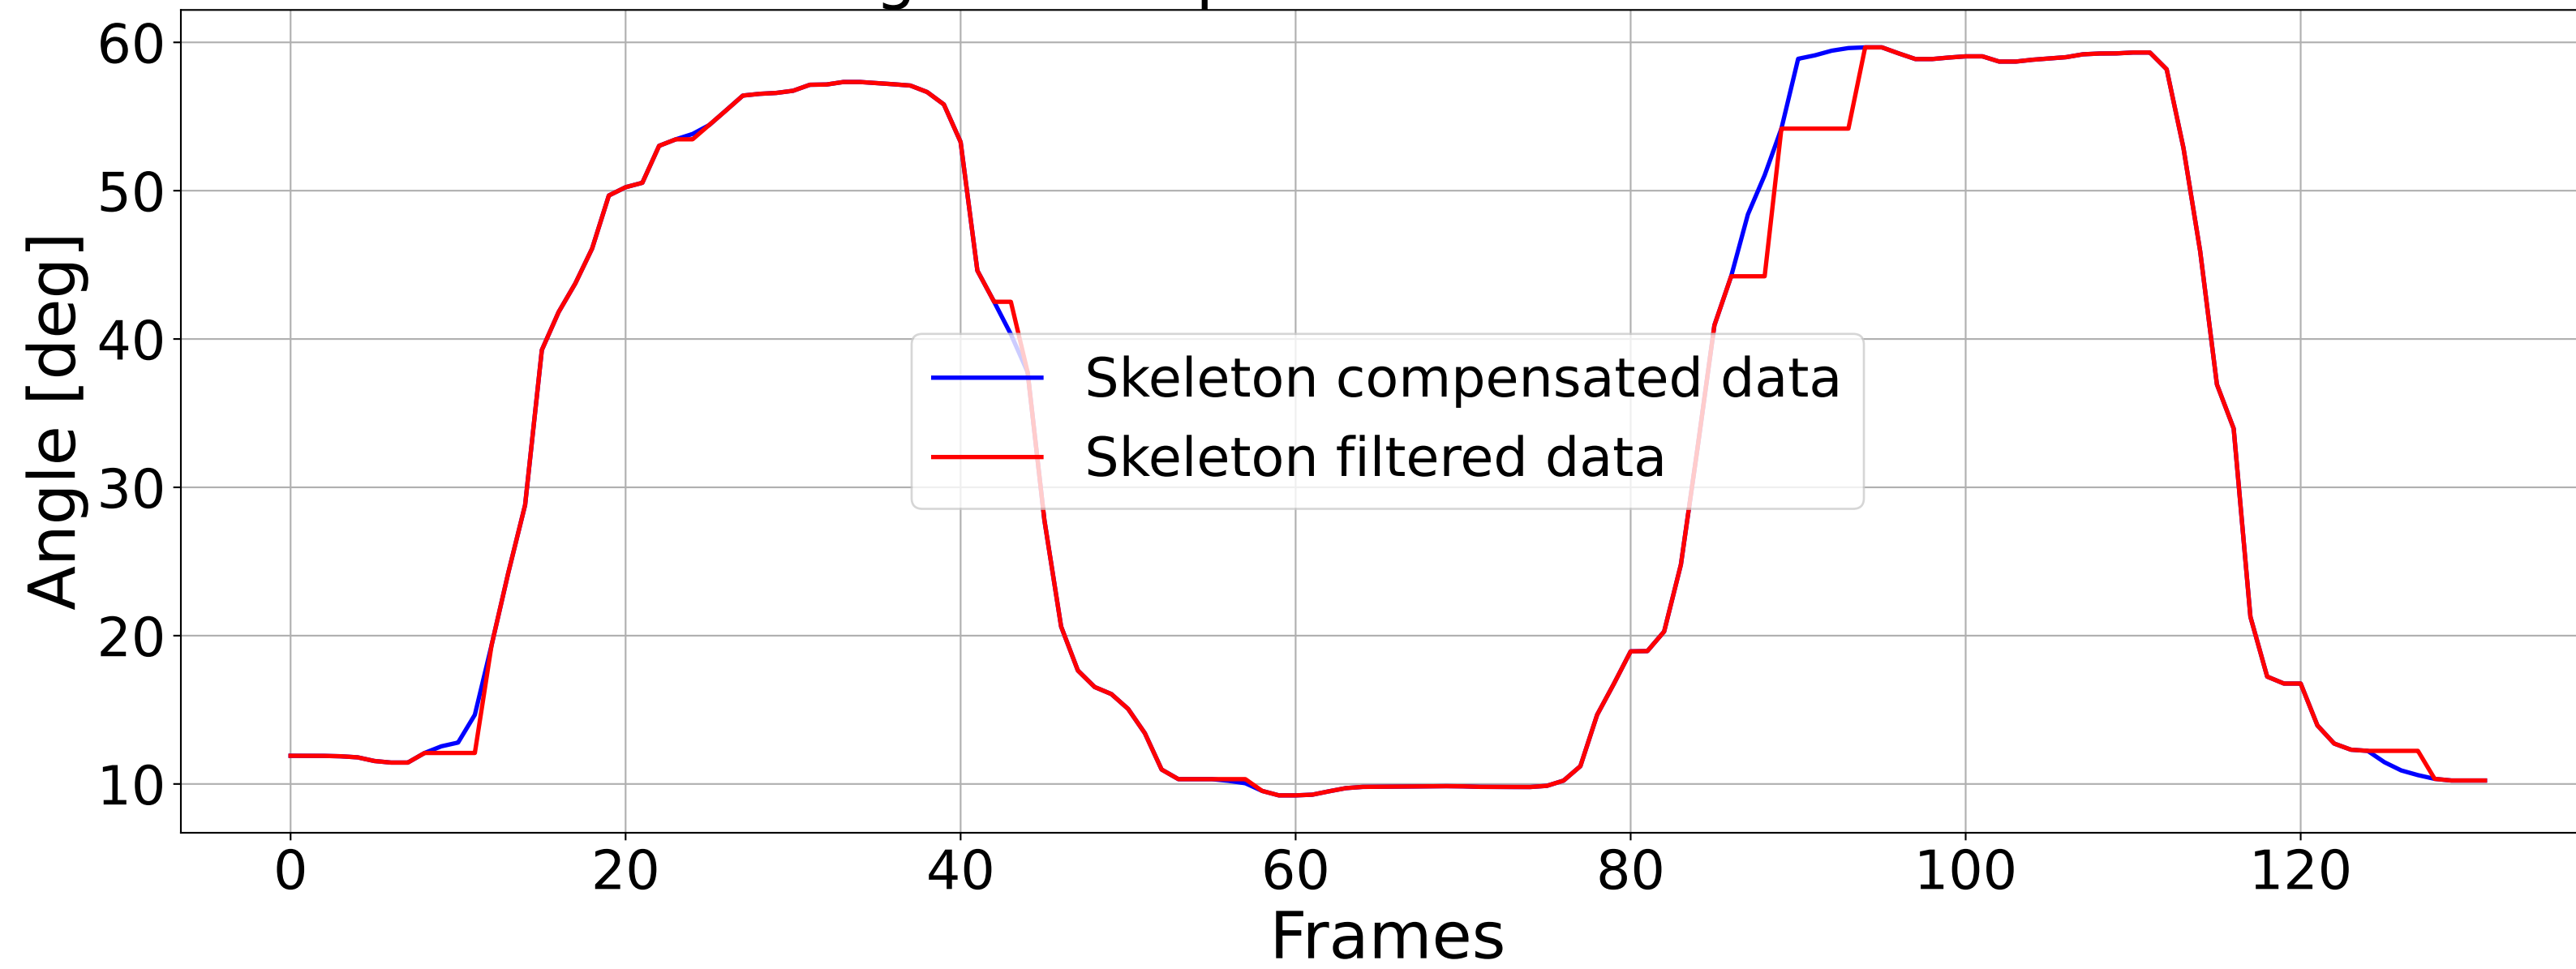 60
50
40
30
20
10
Angle [deg]
Skeleton compensated data
Skeleton filtered data
0 20 40 60 80 100 120
Frames